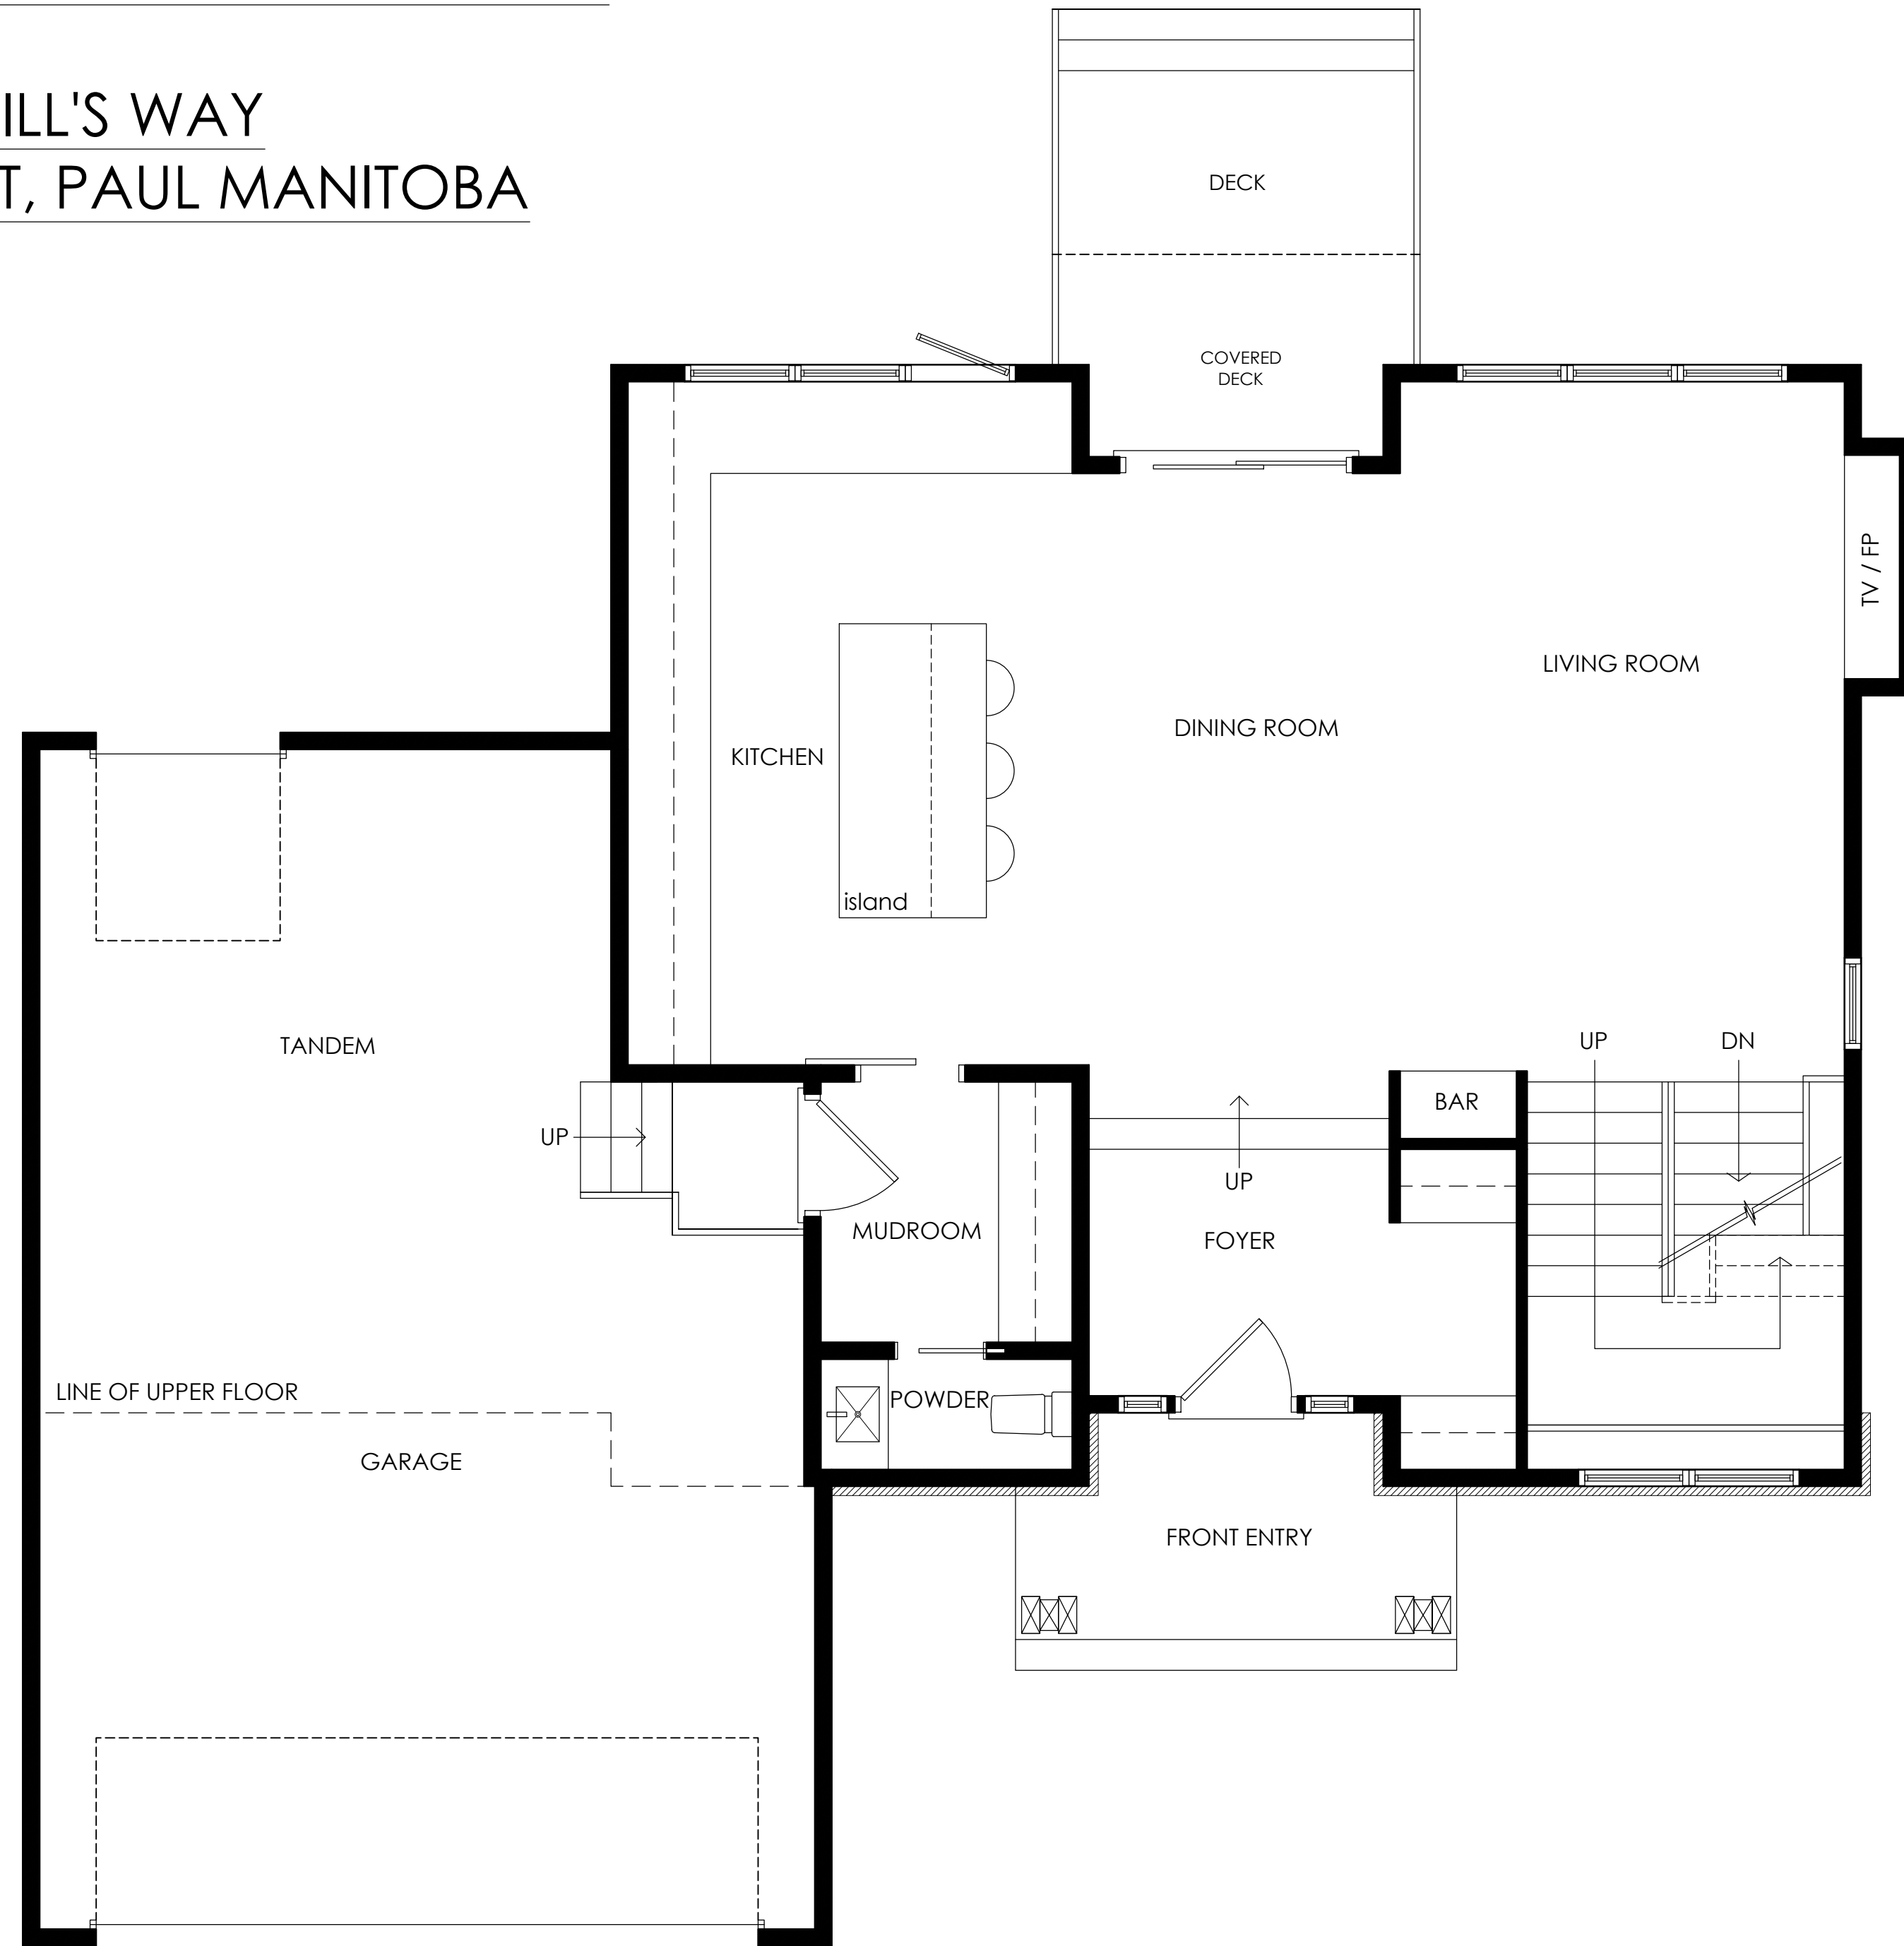 ILL'S WAY
T, PAUL MANITOBA
DECK
COVERED
DECK
TV / FP
LIVING ROOM
DINING ROOM
KITCHEN
island
TANDEM
UP
DN
BAR
UP
UP
MUDROOM
FOYER
LINE OF UPPER FLOOR
POWDER
GARAGE
FRONT ENTRY